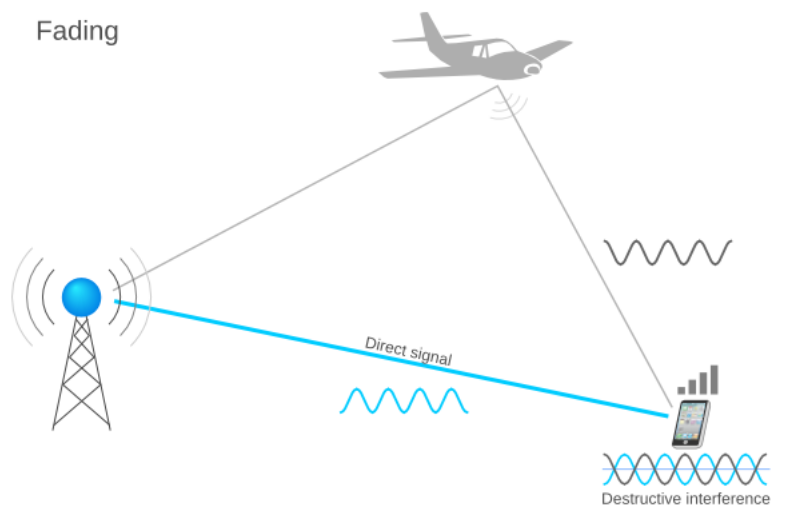 Fading
Direct signal
Destructive interference